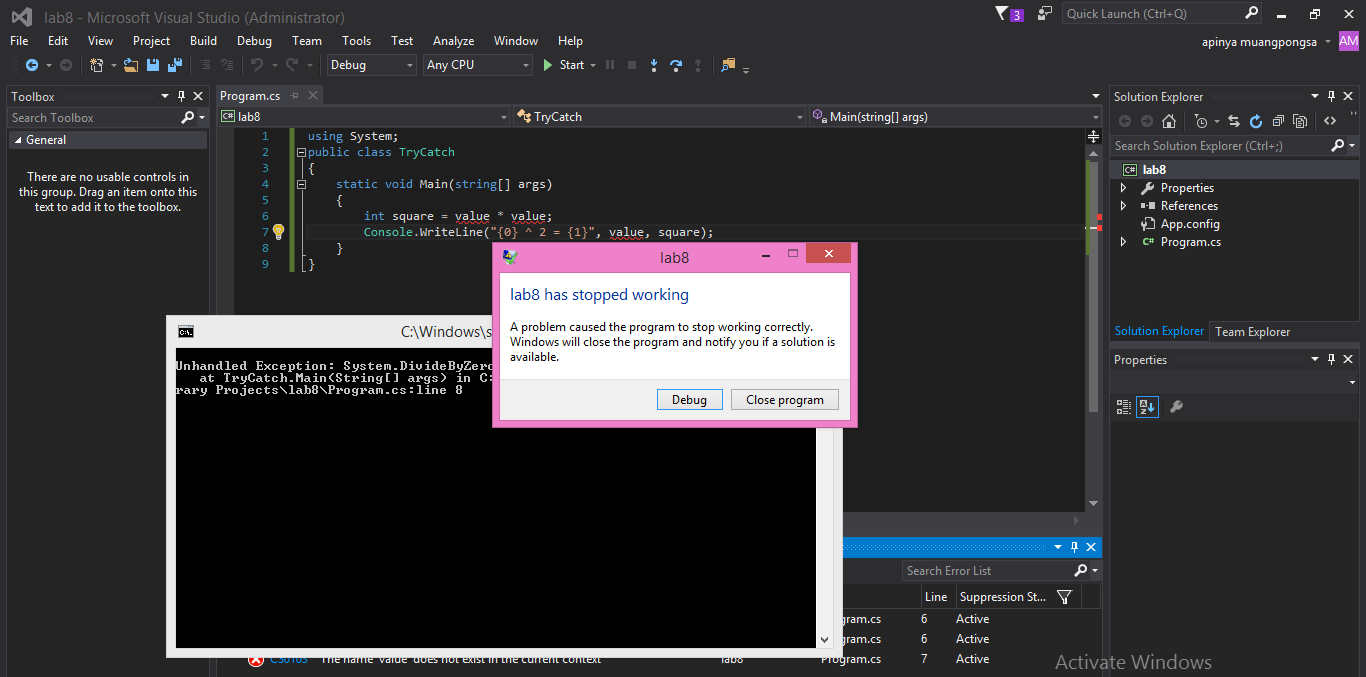 lab8 - Microsoft Visual Studio (Administrator)
3
Quick Launch (Ctrl+Q)
File Edit View Project Build Debug Team Tools Test Analyze Window Help
apinya muangpongsa
AM
Debug
Any CPU
Start
Toolbox
Search Toolbox
General
There are no usable controls in
this group. Drag an item onto this
text to add it to the toolbox.
Program.cs
C# lab8
TryCatch
Main(string[] args)
1 using System;
2 public class TryCatch
3 {
4 static void Main(string[] args)
5 {
6 int square = value * value;
7 Console.WriteLine("{0} ^ 2 = {1}", value, square);
8 }
9 }
lab8
lab8 has stopped working
A problem caused the program to stop working correctly.
Windows will close the program and notify you if a solution is
available.
Debug
Close program
C:\Windows\s
Unhandled Exception: System.DivideByZero
at TryCatch.Main(String[] args) in C:
rary Projects\lab8\Program.cs:line 8
Search Error List
Line
Suppression St...
gram.cs 6 Active
gram.cs 6 Active
CS0103 The name 'value' does not exist in the current context lab8 Program.cs 7 Active
Solution Explorer
Search Solution Explorer (Ctrl+;)
C# lab8
Properties
References
App.config
C# Program.cs
Solution Explorer
Team Explorer
Properties
Activate Windows